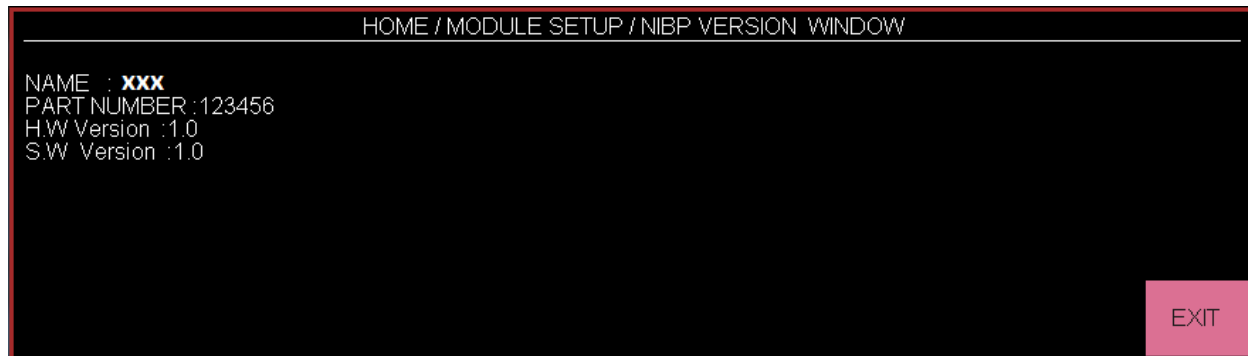 HOME / MODULE SETUP / NIBP VERSION WINDOW
NAME : xxx
PART NUMBER :123456
H.W Version :1.0
S.W Version :1.0
EXIT